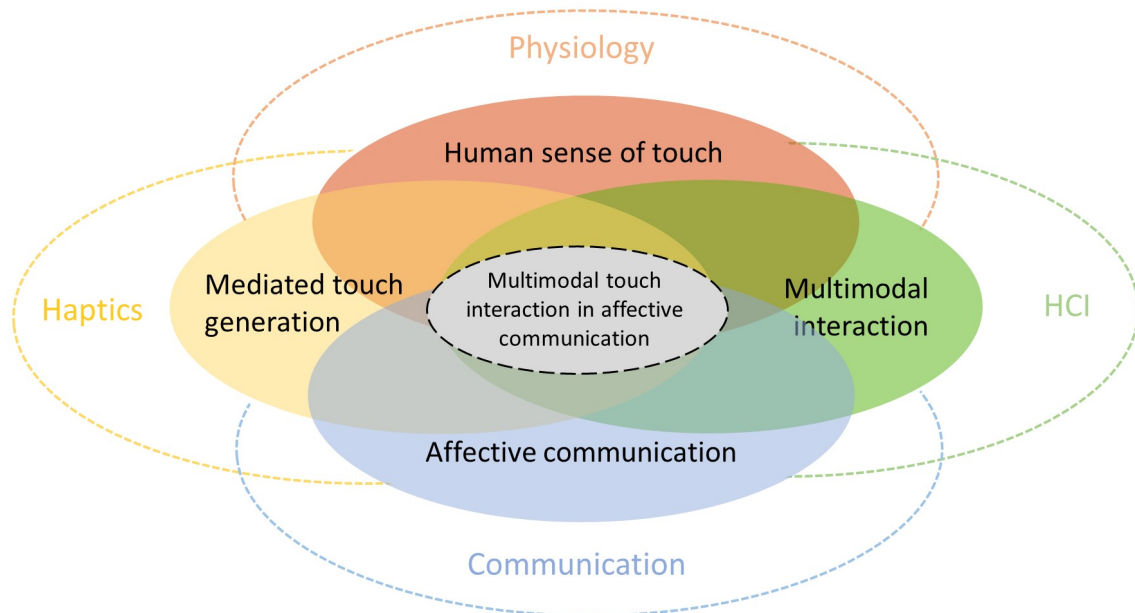 Physiology
Human sense of touch
Haptics
Mediated touch
generation
Multimodal touch
interaction in affective
communication
Multimodal
interaction
HCI
Affective communication
Communication